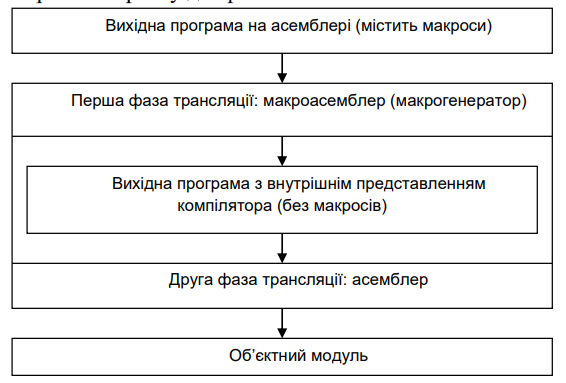 Вихідна програма на асемблері (містить макроси)
Перша фаза трансляції: макроасемблер (макрогенератор)
Вихідна програма з внутрішнім представленням
компілятора (без макросів)
Друга фаза трансляції: асемблер
Об’єктний модуль